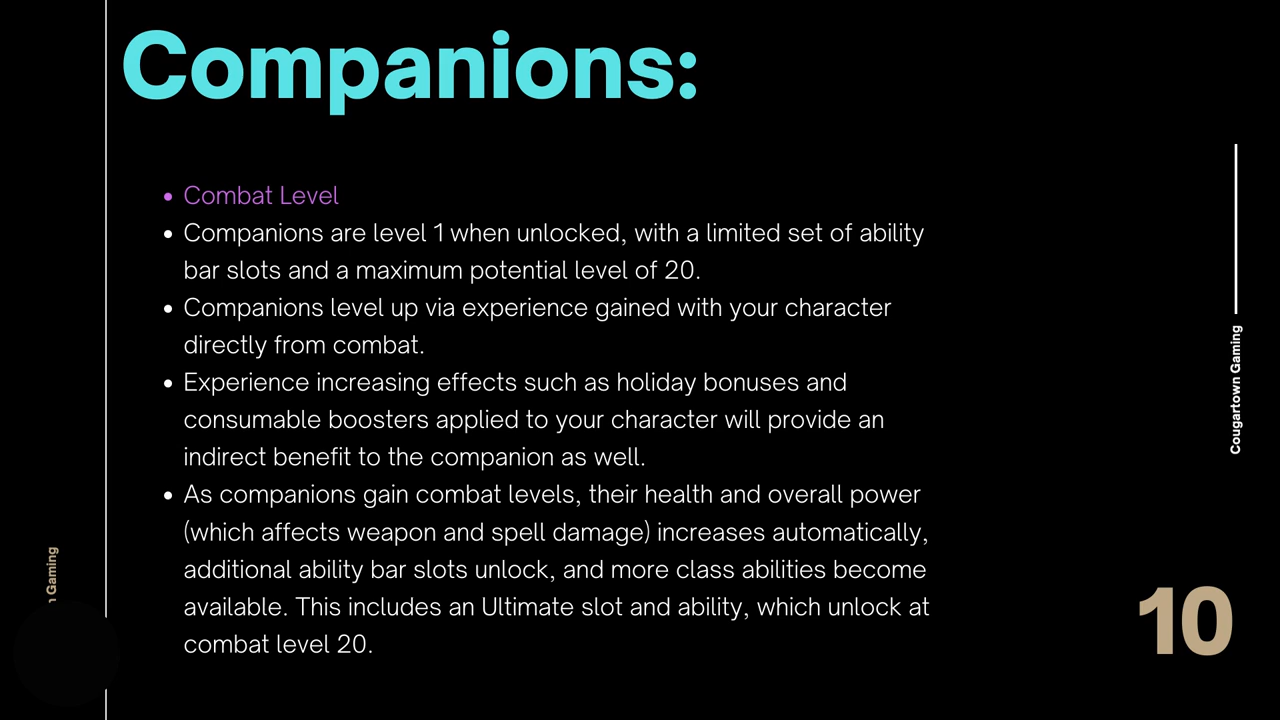 Companions:
• Combat Level
• Companions are level 1 when unlocked, with a limited set of ability
bar slots and a maximum potential level of 20.
• Companions level up via experience gained with your character
directly from combat.
• Experience increasing effects such as holiday bonuses and
consumable boosters applied to your character will provide an
indirect benefit to the companion as well.
• As companions gain combat levels, their health and overall power
(which affects weapon and spell damage) increases automatically,
additional ability bar slots unlock, and more class abilities become
available. This includes an Ultimate slot and ability, which unlock at
combat level 20.
Cougartown Gaming
Gaming
10